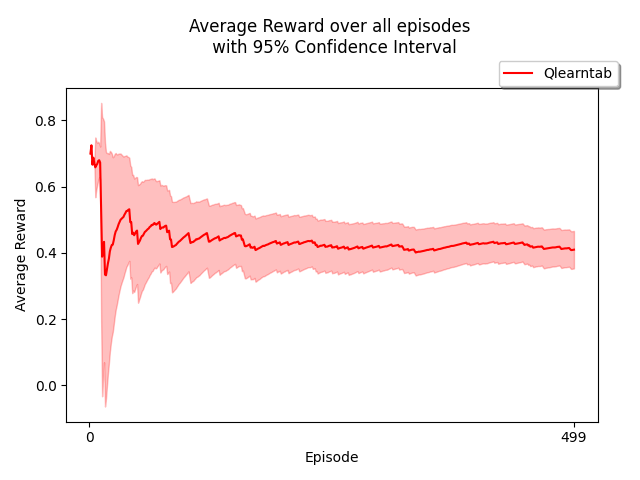 Average Reward over all episodes
with 95% Confidence Interval
Qlearntab
Average Reward
0.8
0.6
0.4
0.2
0.0
0
499
Episode